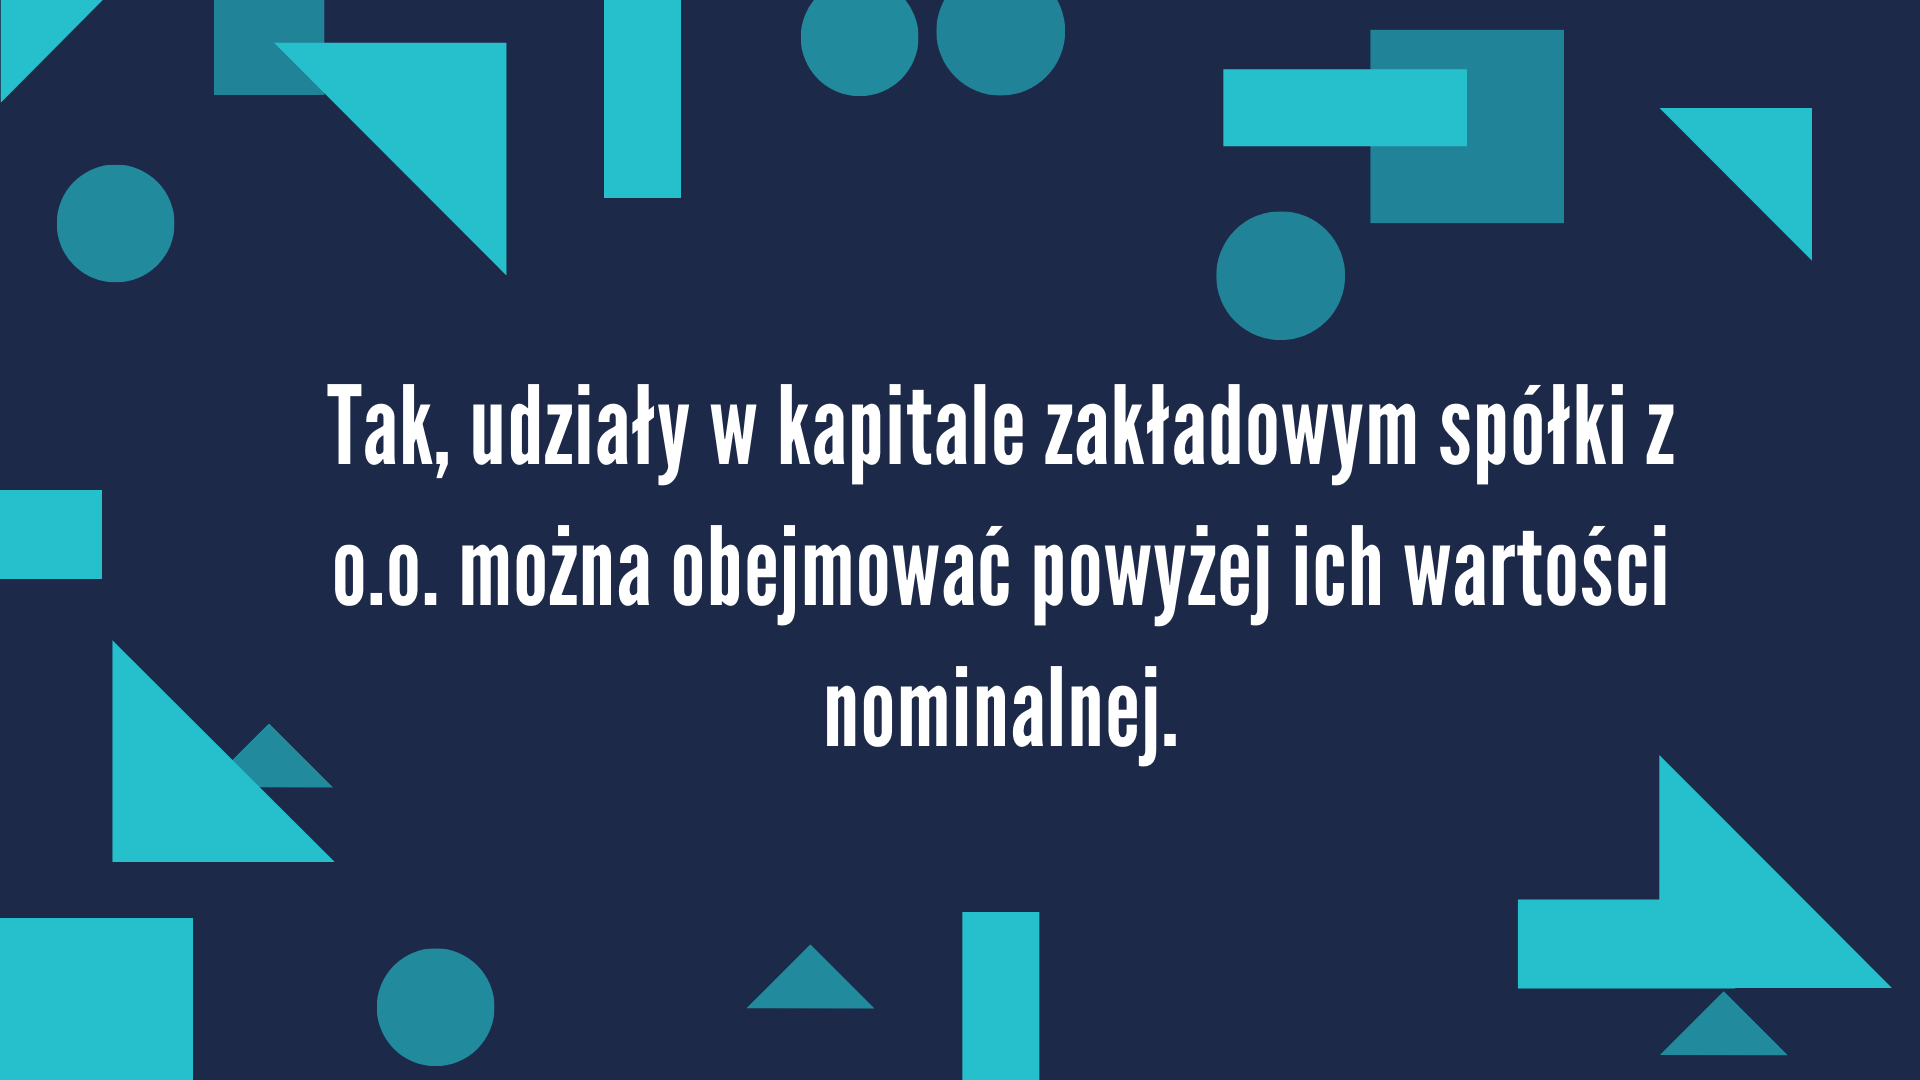 Tak, udziały w kapitale zakładowym spółki z
o.o. można obejmować powyżej ich wartości
nominalnej.